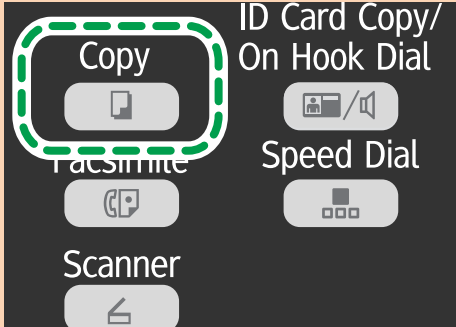 Copy
ID Card Copy/
On Hook Dial
Facsimile
Speed Dial
Scanner